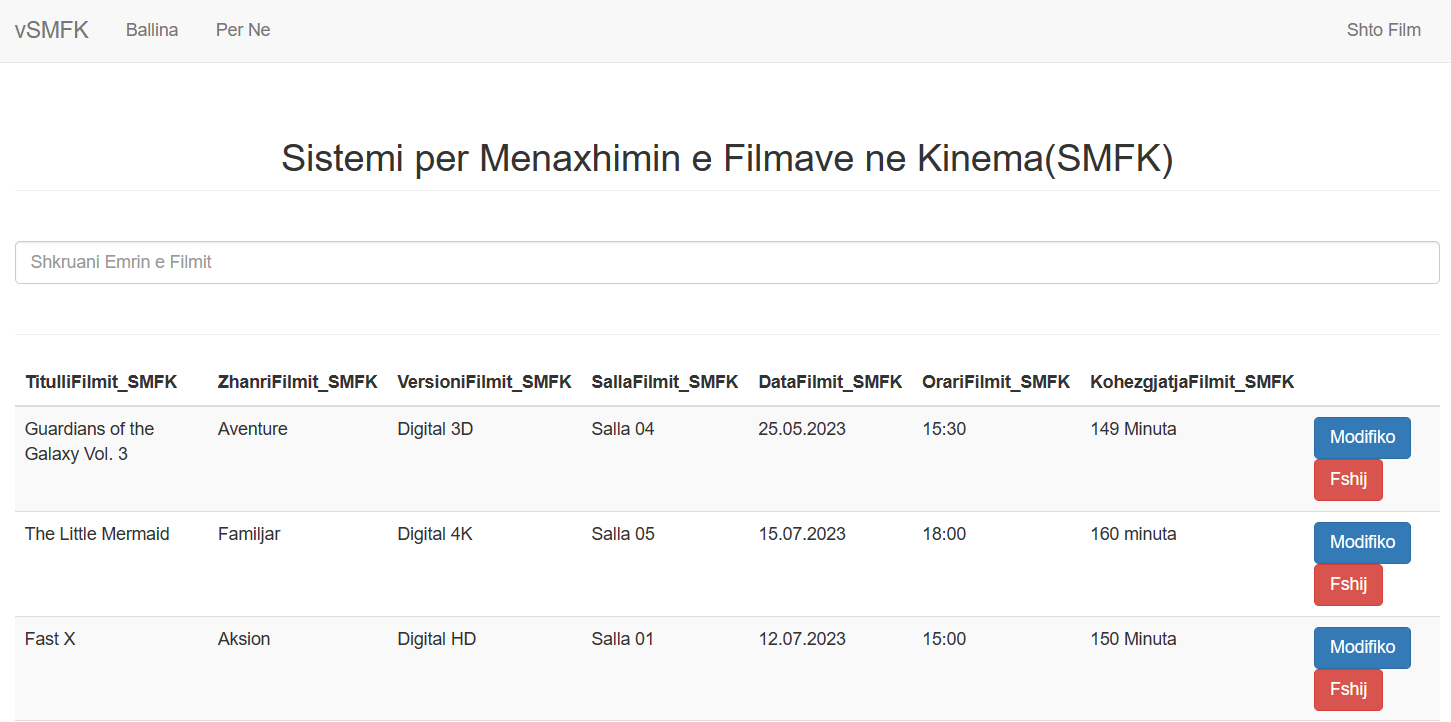 vSMFK Ballina Per Ne Shto Film
Sistemi per Menaxhimin e Filmave ne Kinema(SMFK)
Shkruani Emrin e Filmit
TitulliFilmit_SMFK ZhanriFilmit_SMFK VersioniFilmit_SMFK SallaFilmit_SMFK DataFilmit_SMFK OrariFilmit_SMFK KohezgjatjaFilmit_SMFK
Guardians of the Aventure Digital 3D Salla 04 25.05.2023 15:30 149 Minuta Modifiko
Galaxy Vol. 3
Fshij
The Little Mermaid Familjar Digital 4K Salla 05 15.07.2023 18:00 160 minuta Modifiko
Fshij
Fast X Aksion Digital HD Salla 01 12.07.2023 15:00 150 Minuta Modifiko
Fshij